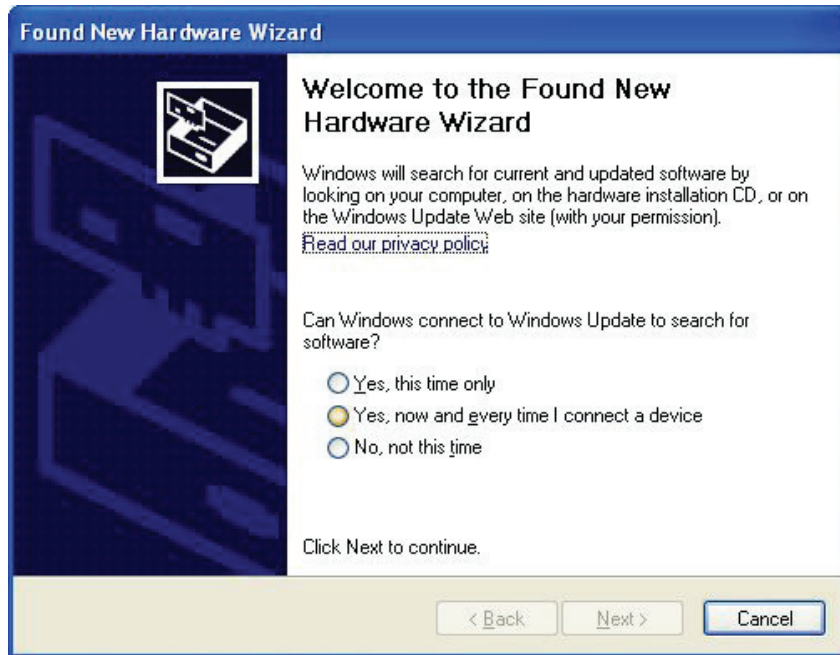 Found New Hardware Wizard
Welcome to the Found New
Hardware Wizard
Windows will search for current and updated software by
looking on your computer, on the hardware installation CD, or on
the Windows Update Web site (with your permission).
Read our privacy policy
Can Windows connect to Windows Update to search for
software?
Yes, this time only
Yes, now and every time I connect a device
No, not this time
Click Next to continue.
< Back
Next >
Cancel